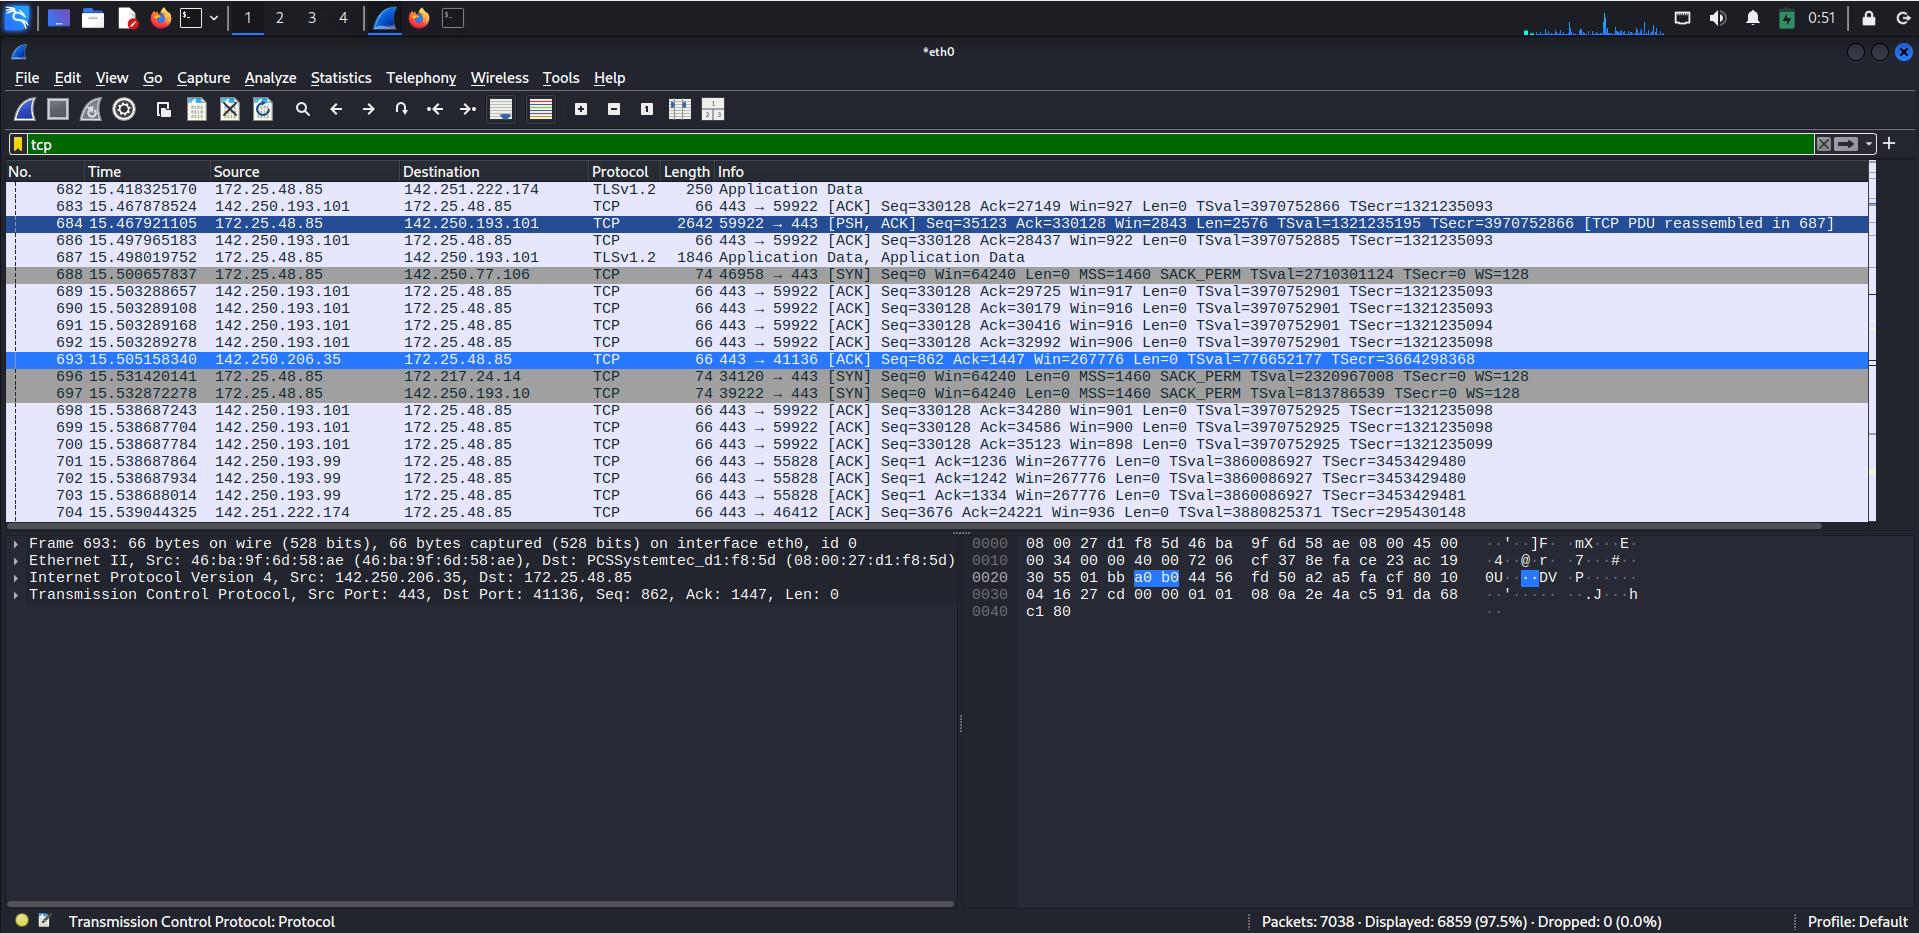 1 2 3 4 0:51
*eth0
File Edit View Go Capture Analyze Statistics Telephony Wireless Tools Help
tcp
No. Time Source Destination Protocol Length Info
682 15.418325170 172.25.48.85 142.251.222.174 TLSv1.2 250 Application Data
683 15.467878524 142.250.193.101 172.25.48.85 TCP 66 443 → 59922 [ACK] Seq=330128 Ack=27149 Win=927 Len=0 TSval=3970752866 TSecr=1321235093
684 15.467921105 172.25.48.85 142.250.193.101 TCP 2642 59922 → 443 [PSH, ACK] Seq=35123 Ack=330128 Win=2843 Len=2576 TSval=1321235195 TSecr=3970752866 [TCP PDU reassembled in 687]
686 15.497965183 142.250.193.101 172.25.48.85 TCP 66 443 → 59922 [ACK] Seq=330128 Ack=28437 Win=922 Len=0 TSval=3970752885 TSecr=1321235093
687 15.498019752 172.25.48.85 142.250.193.101 TLSv1.2 1846 Application Data, Application Data
688 15.500657837 172.25.48.85 142.250.77.106 TCP 74 46958 → 443 [SYN] Seq=0 Win=64240 Len=0 MSS=1460 SACK_PERM TSval=2710301124 TSecr=0 WS=128
689 15.503288657 142.250.193.101 172.25.48.85 TCP 66 443 → 59922 [ACK] Seq=330128 Ack=29725 Win=917 Len=0 TSval=3970752901 TSecr=1321235093
690 15.503289108 142.250.193.101 172.25.48.85 TCP 66 443 → 59922 [ACK] Seq=330128 Ack=30179 Win=916 Len=0 TSval=3970752901 TSecr=1321235093
691 15.503289168 142.250.193.101 172.25.48.85 TCP 66 443 → 59922 [ACK] Seq=330128 Ack=30416 Win=916 Len=0 TSval=3970752901 TSecr=1321235094
692 15.503289278 142.250.193.101 172.25.48.85 TCP 66 443 → 59922 [ACK] Seq=330128 Ack=32992 Win=906 Len=0 TSval=3970752901 TSecr=1321235098
693 15.505158340 142.250.206.35 172.25.48.85 TCP 66 443 → 41136 [ACK] Seq=862 Ack=1447 Win=267776 Len=0 TSval=776652177 TSecr=3664298368
696 15.531420141 172.25.48.85 172.217.24.14 TCP 74 34120 → 443 [SYN] Seq=0 Win=64240 Len=0 MSS=1460 SACK_PERM TSval=2320967008 TSecr=0 WS=128
697 15.532872278 172.25.48.85 142.250.193.10 TCP 74 39222 → 443 [SYN] Seq=0 Win=64240 Len=0 MSS=1460 SACK_PERM TSval=813786539 TSecr=0 WS=128
698 15.538687243 142.250.193.101 172.25.48.85 TCP 66 443 → 59922 [ACK] Seq=330128 Ack=34280 Win=901 Len=0 TSval=3970752925 TSecr=1321235098
699 15.538687704 142.250.193.101 172.25.48.85 TCP 66 443 → 59922 [ACK] Seq=330128 Ack=34586 Win=900 Len=0 TSval=3970752925 TSecr=1321235098
700 15.538687784 142.250.193.101 172.25.48.85 TCP 66 443 → 59922 [ACK] Seq=330128 Ack=35123 Win=898 Len=0 TSval=3970752925 TSecr=1321235099
701 15.538687864 142.250.193.99 172.25.48.85 TCP 66 443 → 55828 [ACK] Seq=1 Ack=1236 Win=267776 Len=0 TSval=3860086927 TSecr=3453429480
702 15.538687934 142.250.193.99 172.25.48.85 TCP 66 443 → 55828 [ACK] Seq=1 Ack=1242 Win=267776 Len=0 TSval=3860086927 TSecr=3453429480
703 15.538688014 142.250.193.99 172.25.48.85 TCP 66 443 → 55828 [ACK] Seq=1 Ack=1334 Win=267776 Len=0 TSval=3860086927 TSecr=3453429481
704 15.539044325 142.251.222.174 172.25.48.85 TCP 66 443 → 46412 [ACK] Seq=3676 Ack=24221 Win=936 Len=0 TSval=3880825371 TSecr=295430148
Frame 693: 66 bytes on wire (528 bits), 66 bytes captured (528 bits) on interface eth0, id 0
Ethernet II, Src: 46:ba:9f:6d:58:ae (46:ba:9f:6d:58:ae), Dst: PCSSystemtec_d1:f8:5d (08:00:27:d1:f8:5d)
Internet Protocol Version 4, Src: 142.250.206.35, Dst: 172.25.48.85
Transmission Control Protocol, Src Port: 443, Dst Port: 41136, Seq: 862, Ack: 1447, Len: 0
0000 08 00 27 d1 f8 5d 46 ba 9f 6d 58 ae 08 00 45 00 ··'··]F· ·mX···E·
0010 00 34 00 00 40 00 72 06 cf 37 8e fa ce 23 ac 19 ·4··@·r· ·7···#··
0020 30 55 01 bb a0 b0 44 56 fd 50 a2 a5 fa cf 80 10 0U····DV ·P······
0030 04 16 27 cd 00 00 01 01 08 0a 2e 4a c5 91 da 68 ··'····· ··.J···h
0040 c1 80 ··
Transmission Control Protocol: Protocol
Packets: 7038 · Displayed: 6859 (97.5%) · Dropped: 0 (0.0%)
Profile: Default